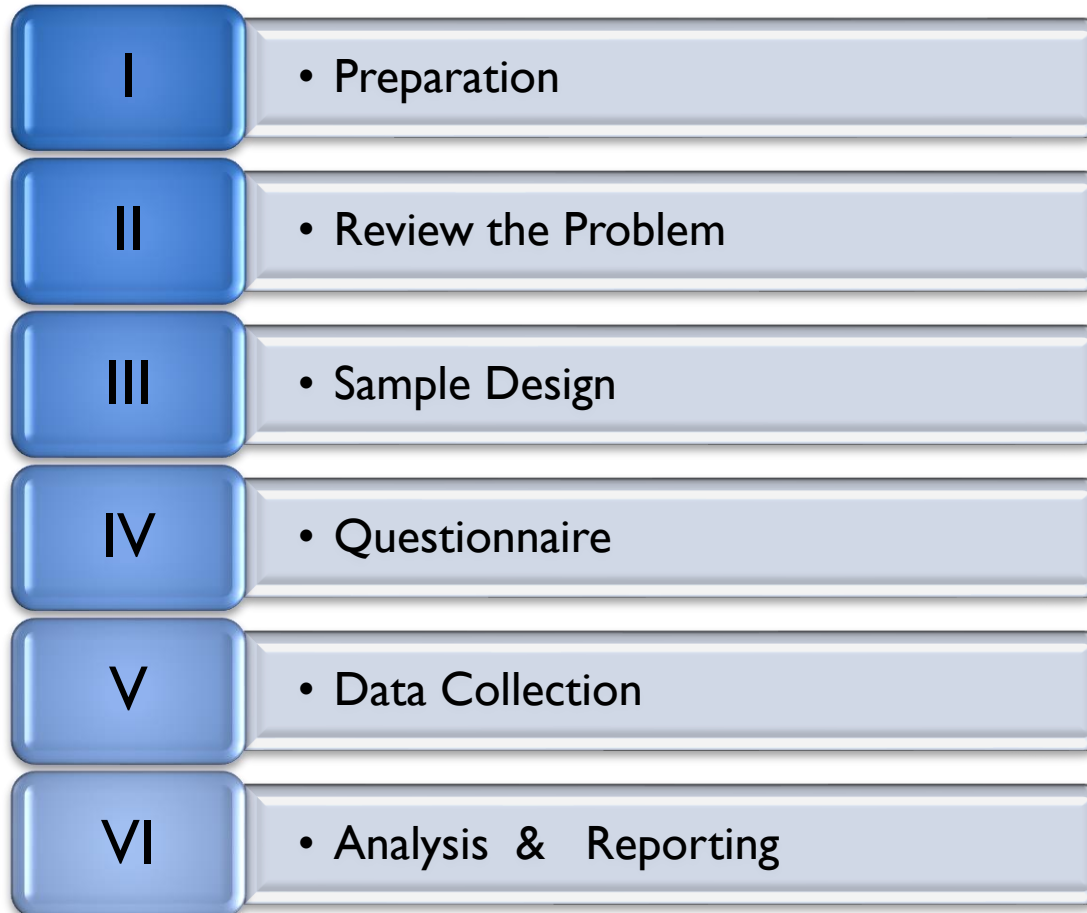 I
• Preparation
II
• Review the Problem
III
• Sample Design
IV
• Questionnaire
V
• Data Collection
VI
• Analysis & Reporting